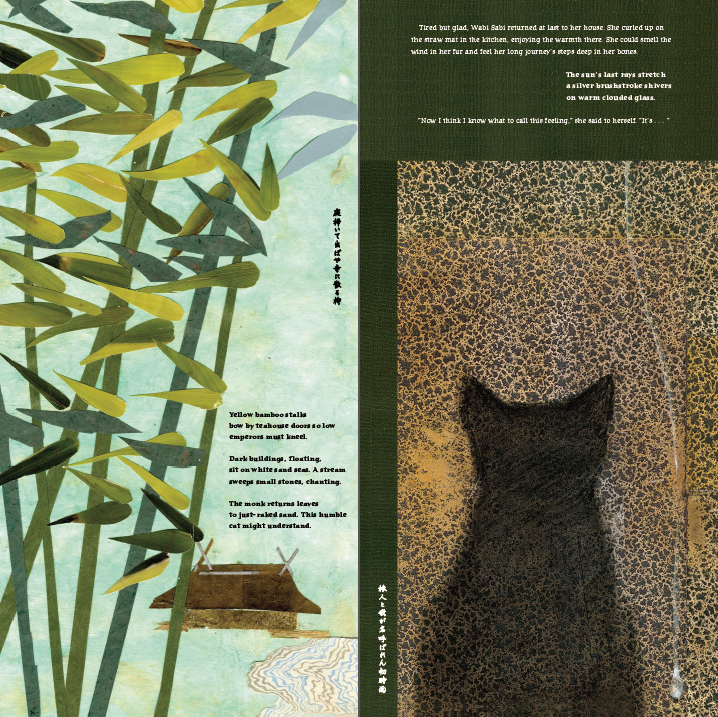 庭掃いて出ばや寺に散る柳
Yellow bamboo stalks
bow by teahouse doors so low
emperors must kneel.
Dark buildings, floating,
sit on white sand seas. A stream
sweeps small stones, chanting.
The monk returns leaves
to just-raked sand. This humble
cat might understand.
Tired but glad, Wabi Sabi returned at last to her house. She curled up on
the straw mat in the kitchen, enjoying the warmth there. She could smell the
wind in her fur and feel her long journey's steps deep in her bones.
The sun's last rays stretch
a silver brushstroke shivers
on warm clouded glass.
"Now I think I know what to call this feeling," she said to herself. "It's . . . "
旅人と我が名呼ばれん初時雨